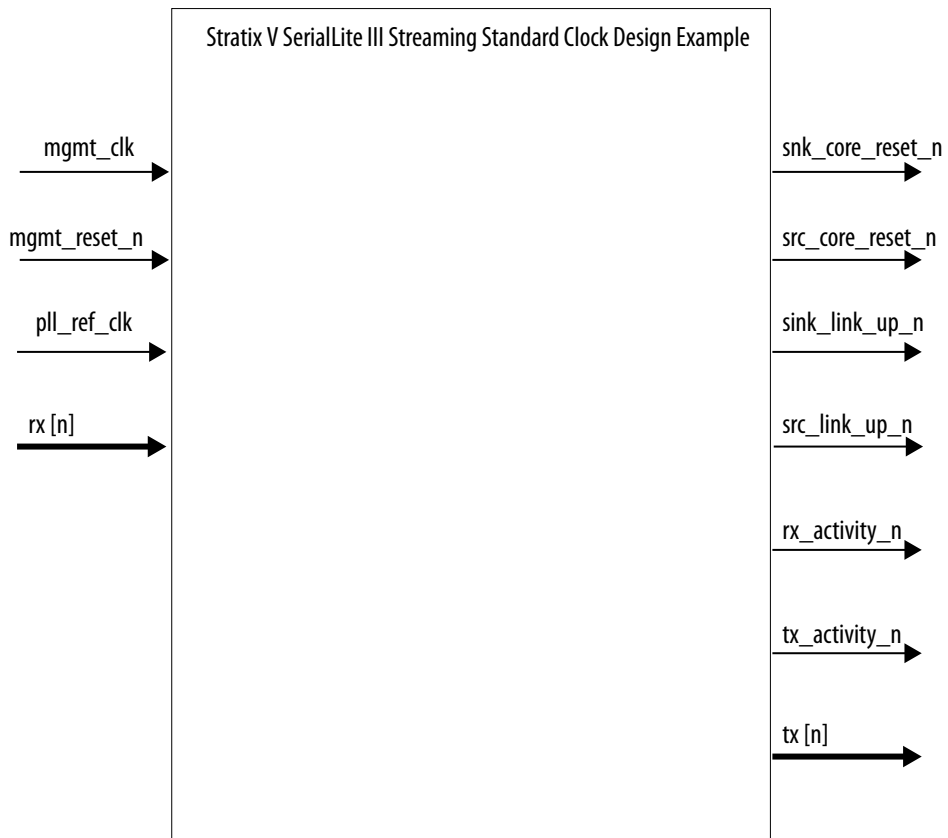 Stratix V SerialLite III Streaming Standard Clock Design Example
mgmt_clk
mgmt_reset_n
pll_ref_clk
rx [n]
snk_core_reset_n
src_core_reset_n
sink_link_up_n
src_link_up_n
rx_activity_n
tx_activity_n
tx [n]